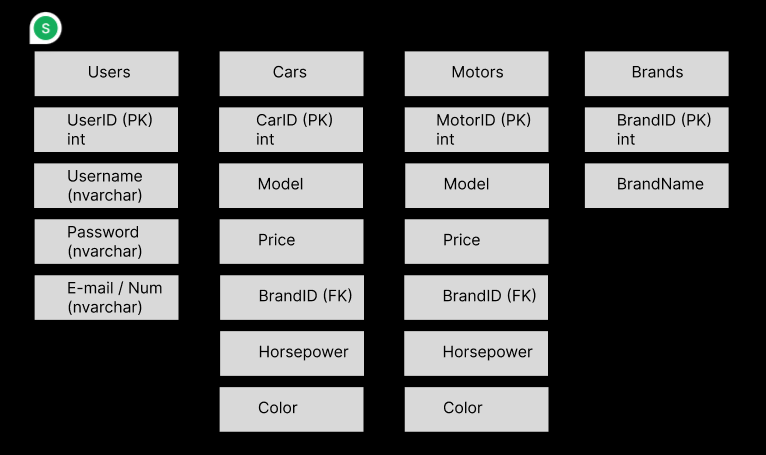 S
Users
UserID (PK)
int
Username
(nvarchar)
Password
(nvarchar)
E-mail / Num
(nvarchar)
Cars
CarID (PK)
int
Model
Price
BrandID (FK)
Horsepower
Color
Motors
MotorID (PK)
int
Model
Price
BrandID (FK)
Horsepower
Color
Brands
BrandID (PK)
int
BrandName